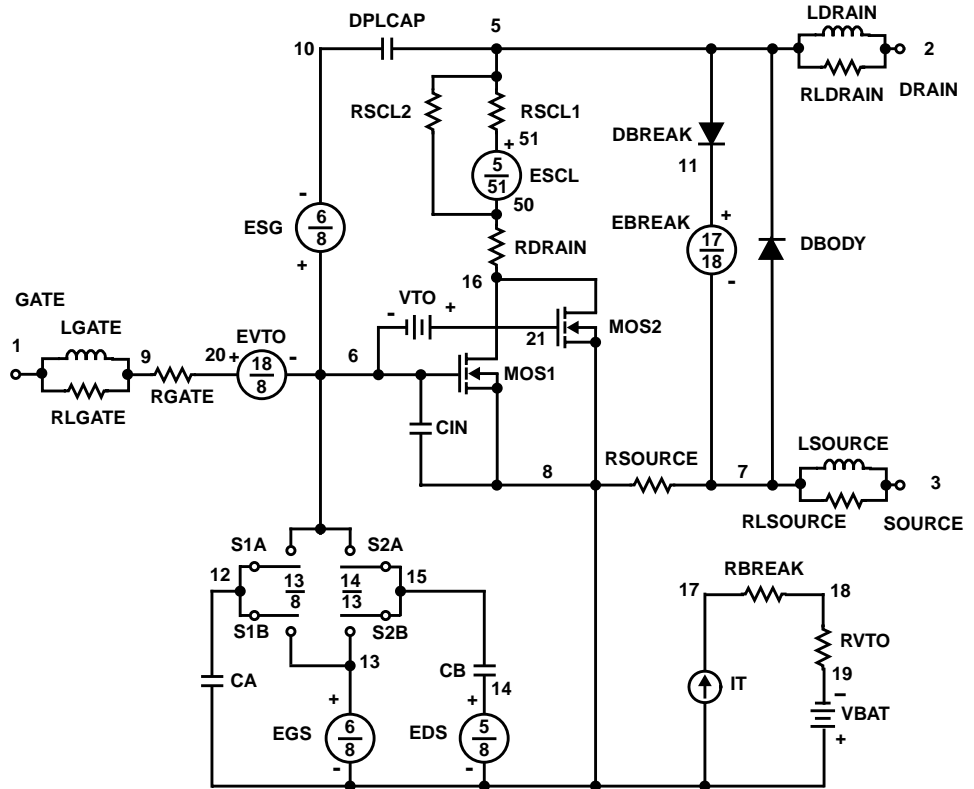 LDRAIN
DPLCAP
5
10
2
RLDRAIN
DRAIN
RSCL2
RSCL1
DBREAK
+ 51
5
51
ESCL
11
50
-
6
8
ESG
+
+
EBREAK
17
18
-
DBODY
RDRAIN
16
GATE
VTO
-
+
MOS2
21
LGATE
EVTO
1
9
20
+
18
8
-
6
MOS1
RGATE
RLGATE
CIN
LSOURCE
8
RSOURCE
7
3
RLSOURCE
SOURCE
S1A
S2A
12
13
8
14
13
15
RBREAK
17
18
S1B
S2B
RVTO
13
CB
19
CA
14
IT
-
VBAT
+
+
+
EGS
6
8
EDS
5
8
-
-